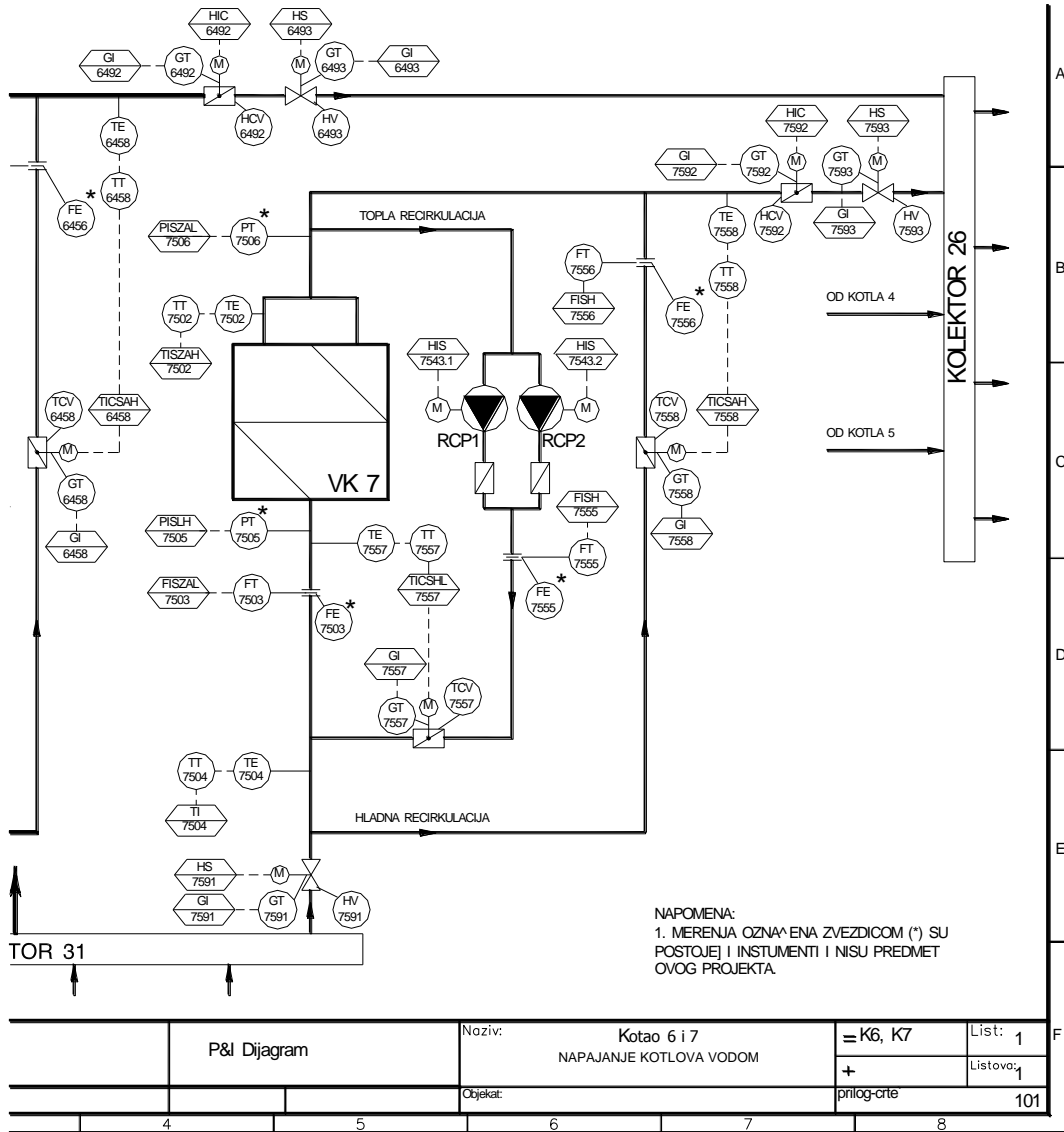 HIC
6492
HS
6493
GI
6492
GT
6492
M
M
GT
6493
GI
6493
HCV
6492
HV
6493
A
TE
6458
TT
6458
FE
6456
*
HIC
7592
HS
7593
GI
7592
GT
7592
M
GT
7593
M
HCV
7592
GI
7593
HV
7593
PISZAL
7506
PT
7506
*
TOPLA RECIRKULACIJA
TE
7558
TT
7558
FT
7556
FISH
7556
FE
7556
*
B
KOLEKTOR 26
OD KOTLA 4
TT
7502
TE
7502
TISZAH
7502
HIS
7543.1
HIS
7543.2
TCV
6458
TICSAH
6458
M
GT
6458
GI
6458
M
M
RCP1
RCP2
TCV
7558
TICSAH
7558
M
GT
7558
GI
7558
OD KOTLA 5
C
VK 7
PISLH
7505
PT
7505
*
TE
7557
TT
7557
FISH
7555
FT
7555
FE
7555
*
FISZAL
7503
FT
7503
FE
7503
*
TICSHL
7557
D
GI
7557
GT
7557
M
TCV
7557
TT
7504
TE
7504
TI
7504
HLADNA RECIRKULACIJA
E
HS
7591
M
GI
7591
GT
7591
HV
7591
TOR 31
NAPOMENA:
1. MERENJA OZNA^ENA ZVEZDICOM (*) SU
POSTOJE] I INSTUMENTI I NISU PREDMET
OVOG PROJEKTA.
P&I Dijagram
Naziv:
Kotao 6 i 7
NAPAJANJE KOTLOVA VODOM
= K6, K7
List: 1
F
+
Listova: 1
Objekat:
prilog-crte`
101
4
5
6
7
8